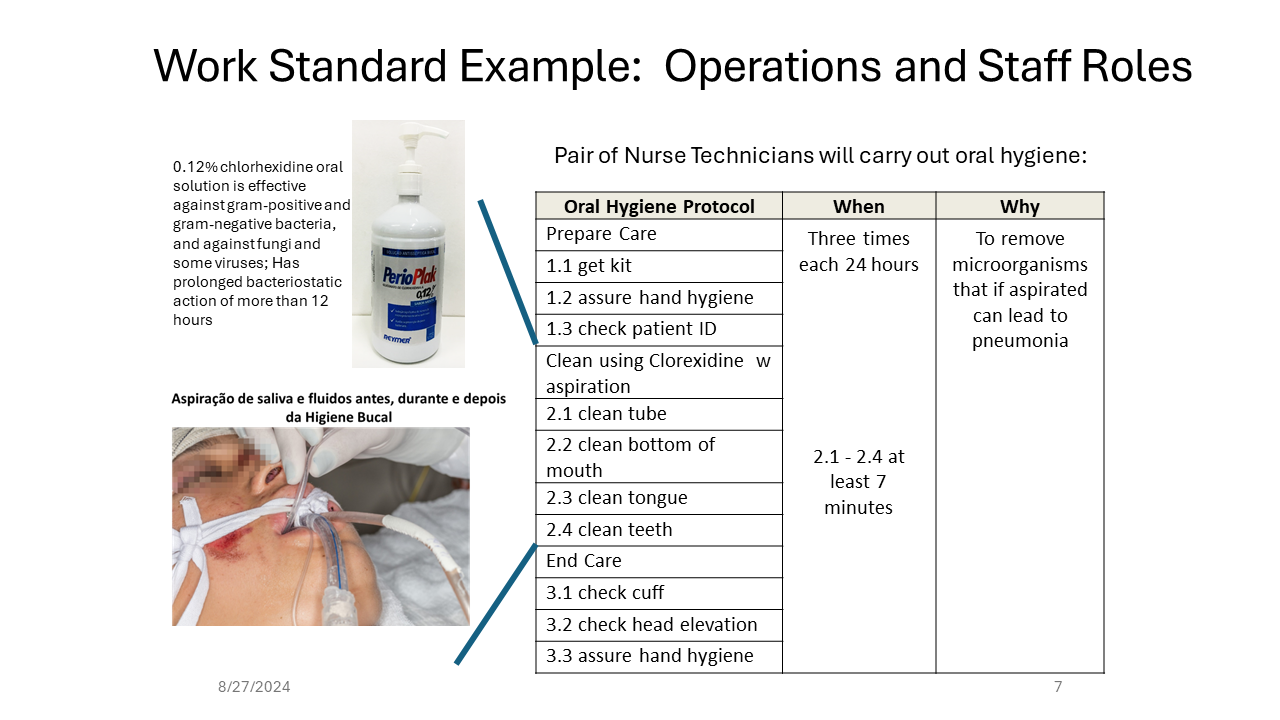 Work Standard Example:  Operations and Staff Roles
0.12% chlorhexidine oral
solution is effective
against gram-positive and
gram-negative bacteria,
and against fungi and
some viruses; Has
prolonged bacteriostatic
action of more than 12
hours
PerioPlak
0,12%
REYMER
Aspiração de saliva e fluidos antes, durante e depois
da Higiene Bucal
Pair of Nurse Technicians will carry out oral hygiene:
Oral Hygiene Protocol When Why
Prepare Care
1.1 get kit
1.2 assure hand hygiene
1.3 check patient ID
Clean using Clorexidine  w
aspiration
2.1 clean tube
2.2 clean bottom of
mouth
2.3 clean tongue
2.4 clean teeth
End Care
3.1 check cuff
3.2 check head elevation
3.3 assure hand hygiene
Three times
each 24 hours
2.1 - 2.4 at
least 7
minutes
To remove
microorganisms
that if aspirated
can lead to
pneumonia
8/27/2024
7